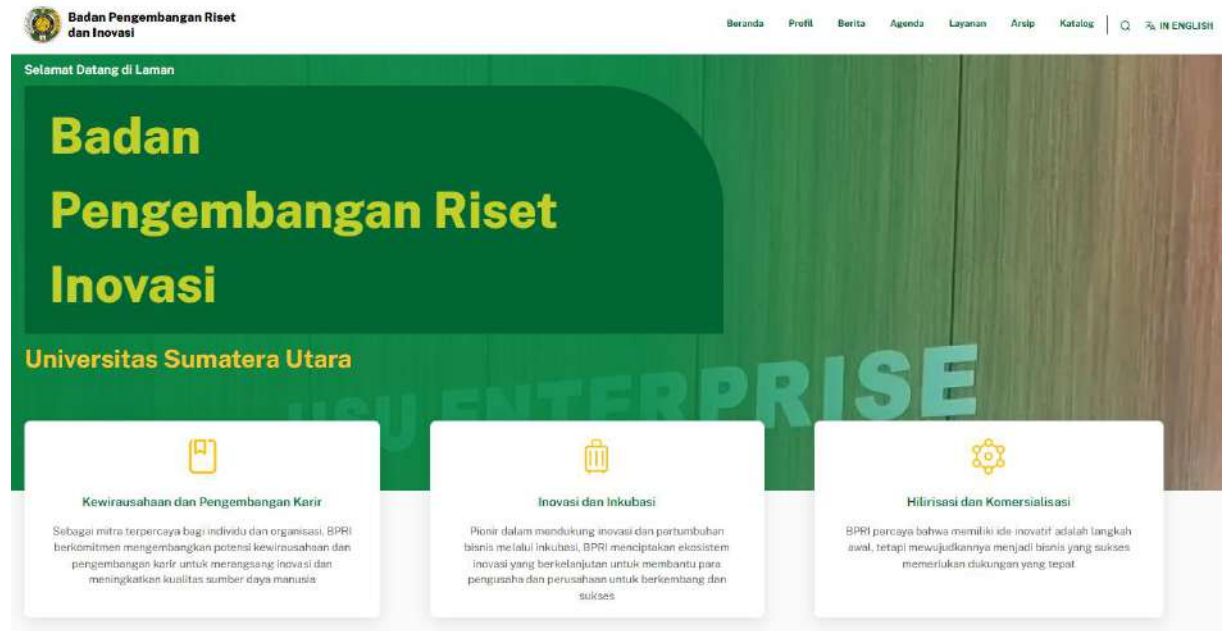 Badan Pengembangan Riset
dan Inovasi
Beranda Profil Berita Agenda Layanan Arsip Katalog IN ENGLISH
Selamat Datang di Laman
Badan
Pengembangan Riset
Inovasi
Universitas Sumatera Utara
USU ENTERPRISE
Kewirausahaan dan Pengembangan Karir
Sebagai mitra terpercaya bagi individu dan organisasi, BPRI
berkomitmen mengembangkan potensi kewirausahaan dan
pengembangan karir untuk merangsang inovasi dan
meningkatkan kualitas sumber daya manusia
Inovasi dan Inkubasi
Pionir dalam mendukung inovasi dan pertumbuhan
bisnis melalui inkubasi, BPRI menciptakan ekosistem
inovasi yang berkelanjutan untuk membantu para
pengusaha dan perusahaan untuk berkembang dan
sukses
Hilirisasi dan Komersialisasi
BPRI percaya bahwa memiliki ide inovatif adalah langkah
awal, tetapi mewujudkannya menjadi bisnis yang sukses
memerlukan dukungan yang tepat